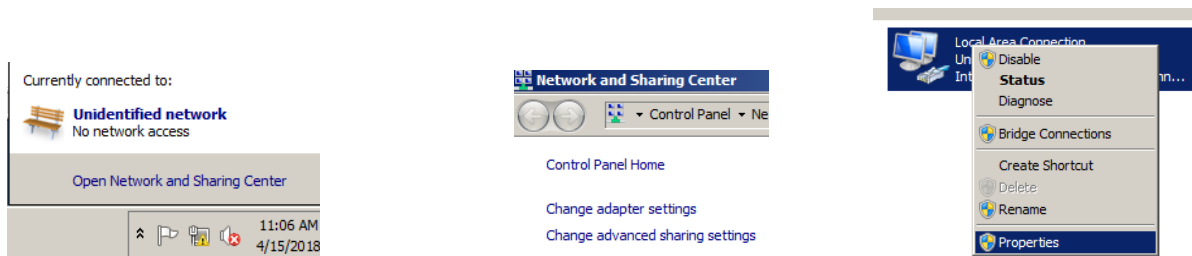 Currently connected to:
Unidentified network
No network access
Open Network and Sharing Center
11:06 AM
4/15/2018
Network and Sharing Center
Control Panel
Control Panel Home
Change adapter settings
Change advanced sharing settings
Local Area Connection
Disable
Status
Diagnose
Bridge Connections
Create Shortcut
Delete
Rename
Properties